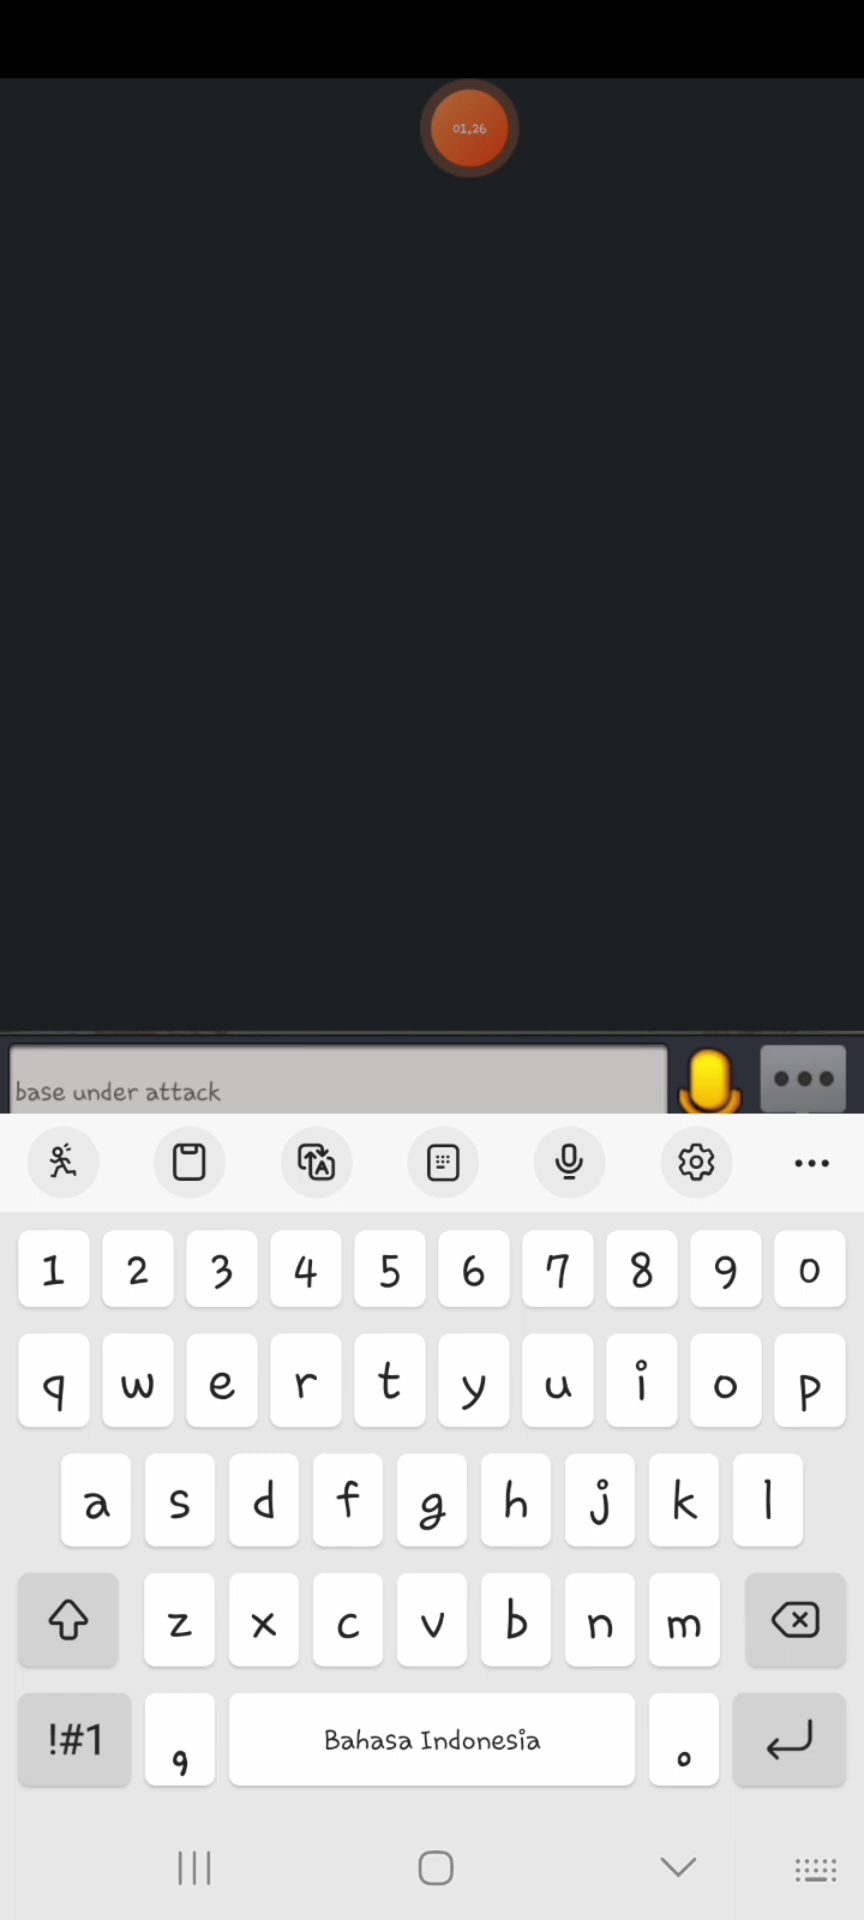 01.26
base under attack
1 2 3 4 5 6 7 8 9 0
q w e r t y u i o p
a s d f g h j k l
z x c v b n m
!#1 , Bahasa Indonesia .